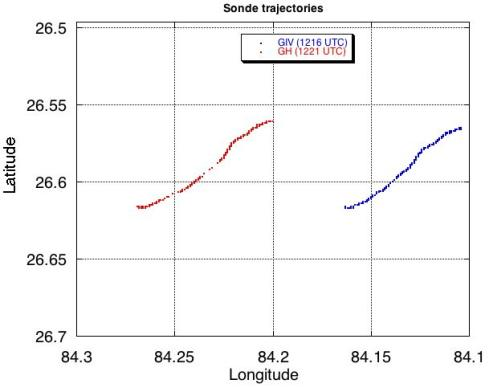 Sonde trajectories
26.5
GIV (1216 UTC)
GH (1221 UTC)
26.55
26.6
26.65
26.7
Latitude
84.3
84.25
84.2
84.15
84.1
Longitude